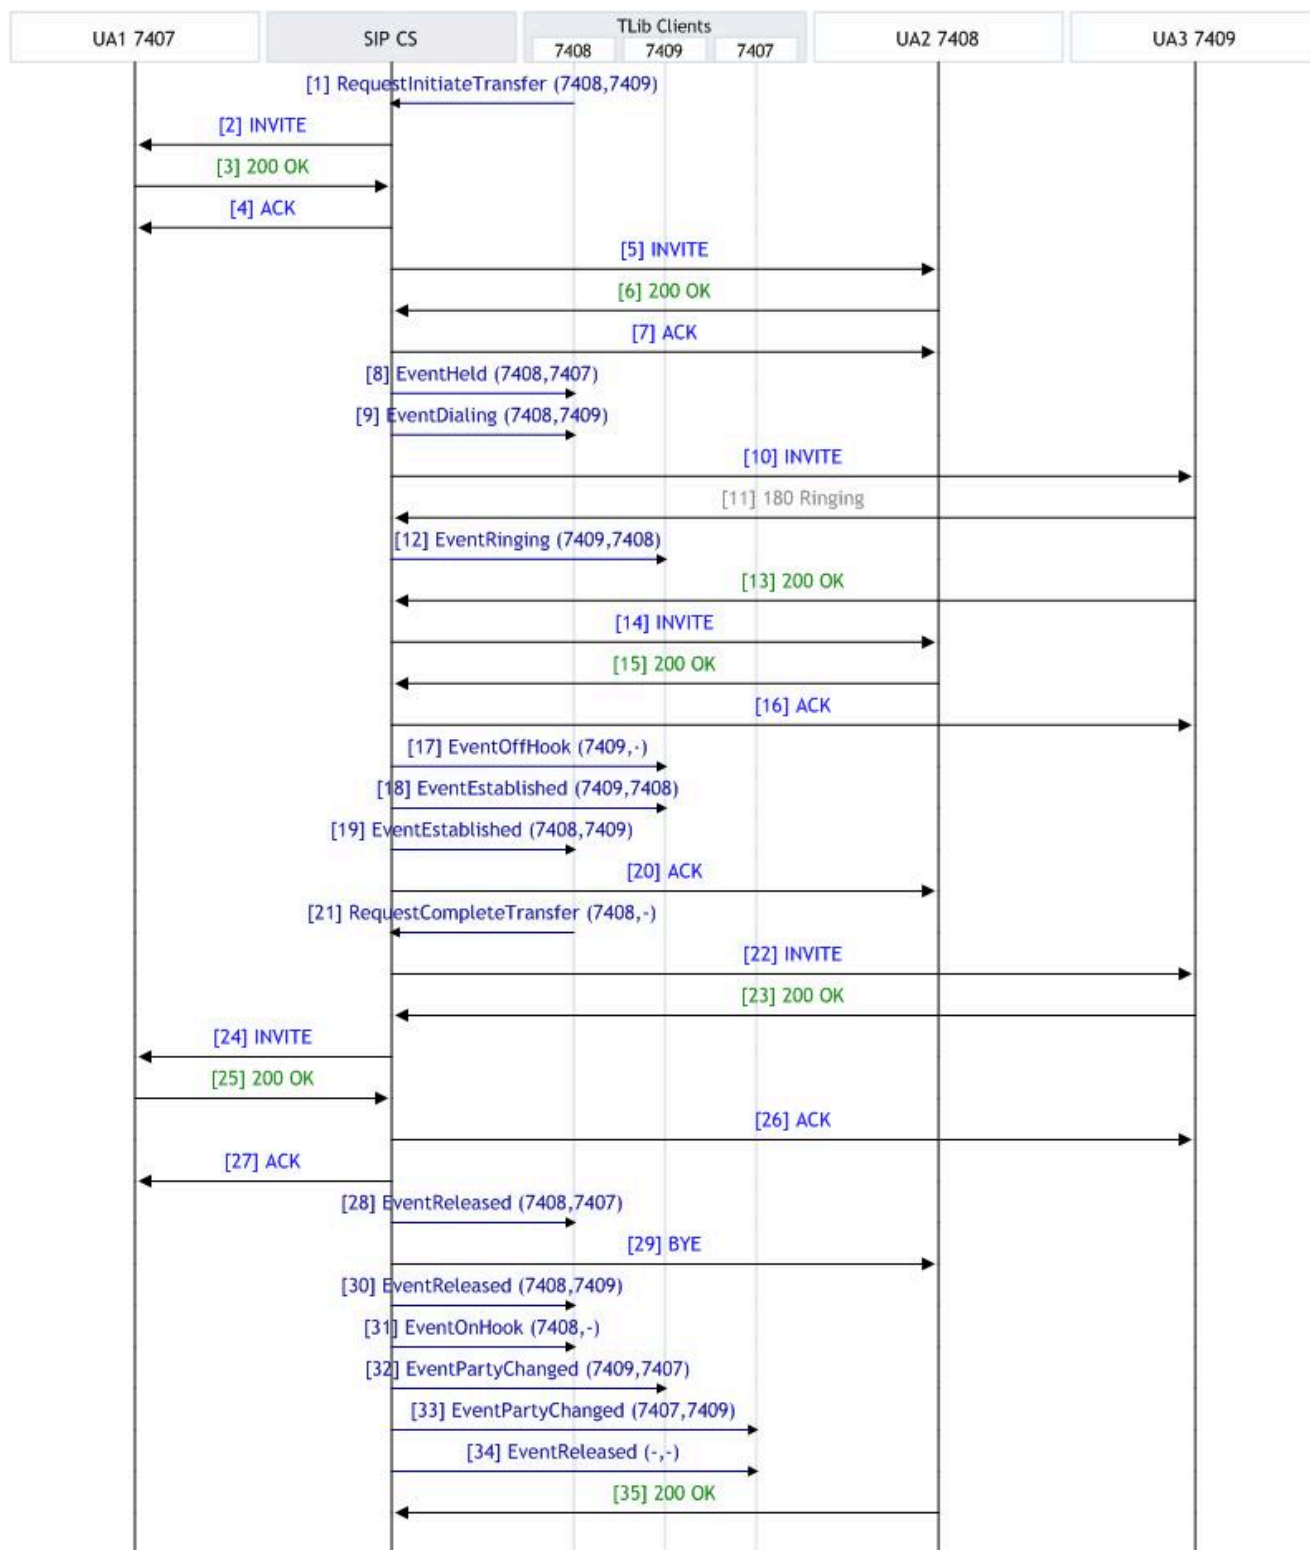 UA1 7407
SIP CS
TLib Clients
7408
7409
7407
UA2 7408
UA3 7409
[1] RequestInitiateTransfer (7408,7409)
[2] INVITE
[3] 200 OK
[4] ACK
[5] INVITE
[6] 200 OK
[7] ACK
[8] EventHeld (7408,7407)
[9] EventDialing (7408,7409)
[10] INVITE
[11] 180 Ringing
[12] EventRinging (7409,7408)
[13] 200 OK
[14] INVITE
[15] 200 OK
[16] ACK
[17] EventOffHook (7409,-)
[18] EventEstablished (7409,7408)
[19] EventEstablished (7408,7409)
[20] ACK
[21] RequestCompleteTransfer (7408,-)
[22] INVITE
[23] 200 OK
[24] INVITE
[25] 200 OK
[26] ACK
[27] ACK
[28] EventReleased (7408,7407)
[29] BYE
[30] EventReleased (7408,7409)
[31] EventOnHook (7408,-)
[32] EventPartyChanged (7409,7407)
[33] EventPartyChanged (7407,7409)
[34] EventReleased (-,-)
[35] 200 OK